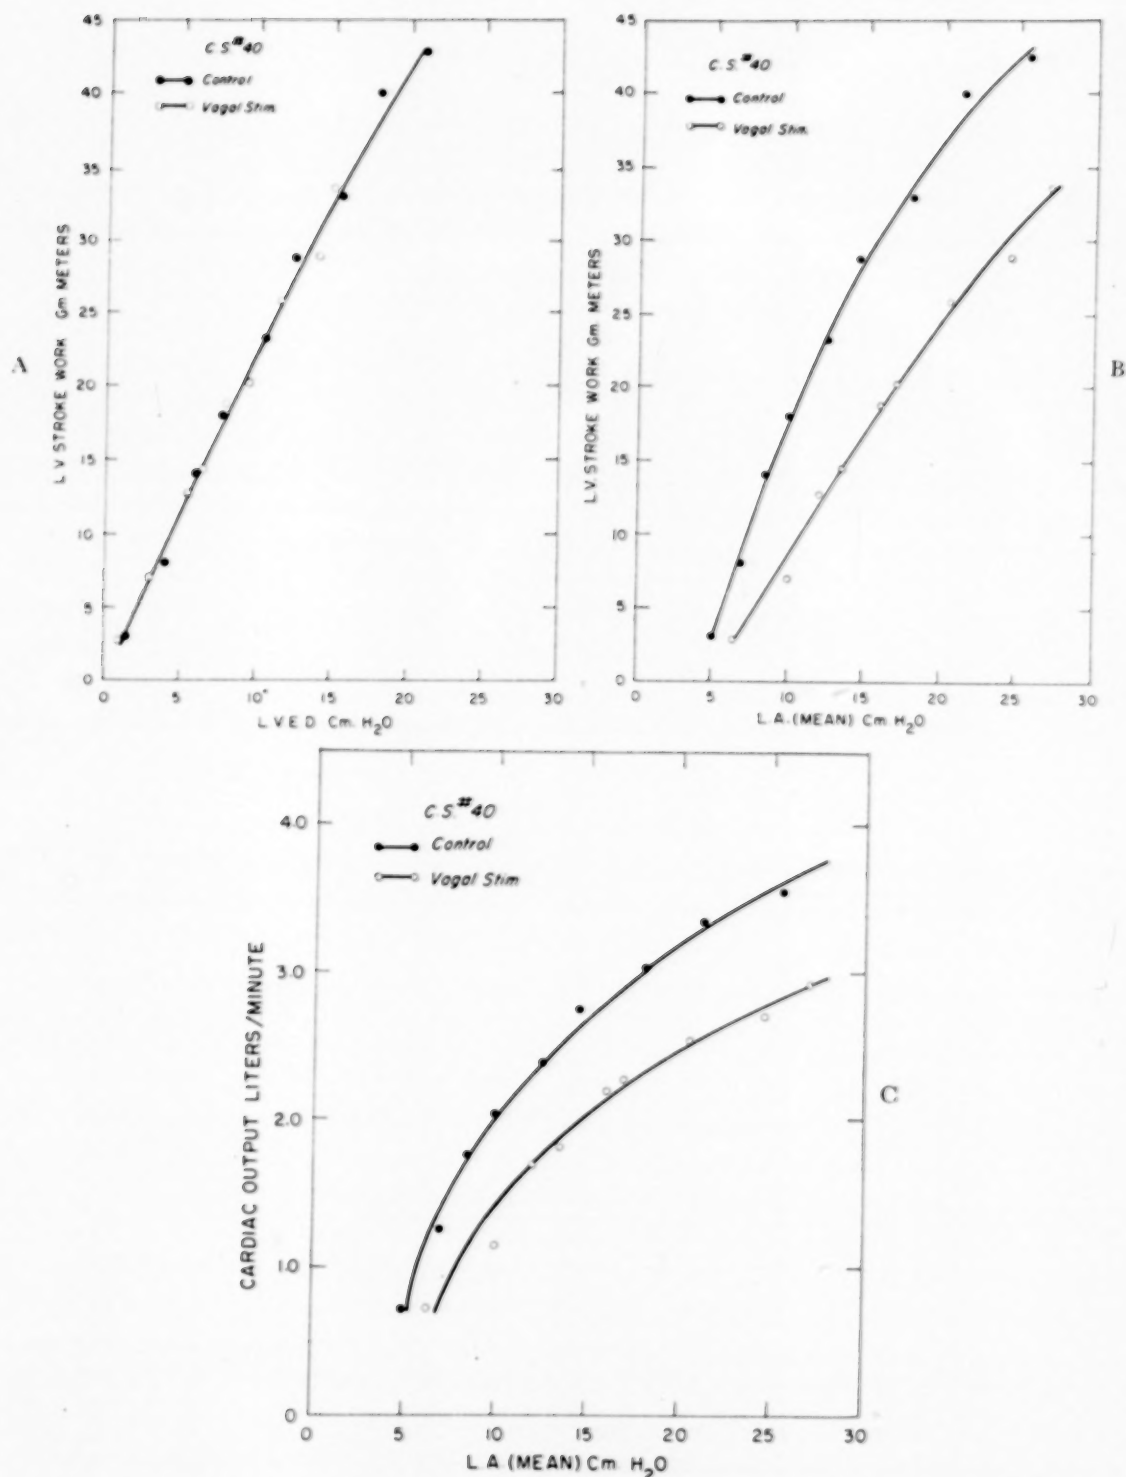 A
C.S.#40
Control
Vagal Stim.
45
40
35
30
25
20
15
10
5
0
L.V STROKE WORK Gm METERS
0 5 10 15 20 25 30
L.V.E.D. Cm. H2O
B
C.S.#40
Control
Vagal Stim.
45
40
35
30
25
20
15
10
5
0
L.V. STROKE WORK Gm METERS
0 5 10 15 20 25 30
L.A. (MEAN) Cm. H2O
C
C.S.#40
Control
Vagal Stim
4.0
3.0
2.0
1.0
0
CARDIAC OUTPUT LITERS/MINUTE
0 5 10 15 20 25 30
L.A. (MEAN) Cm. H2O